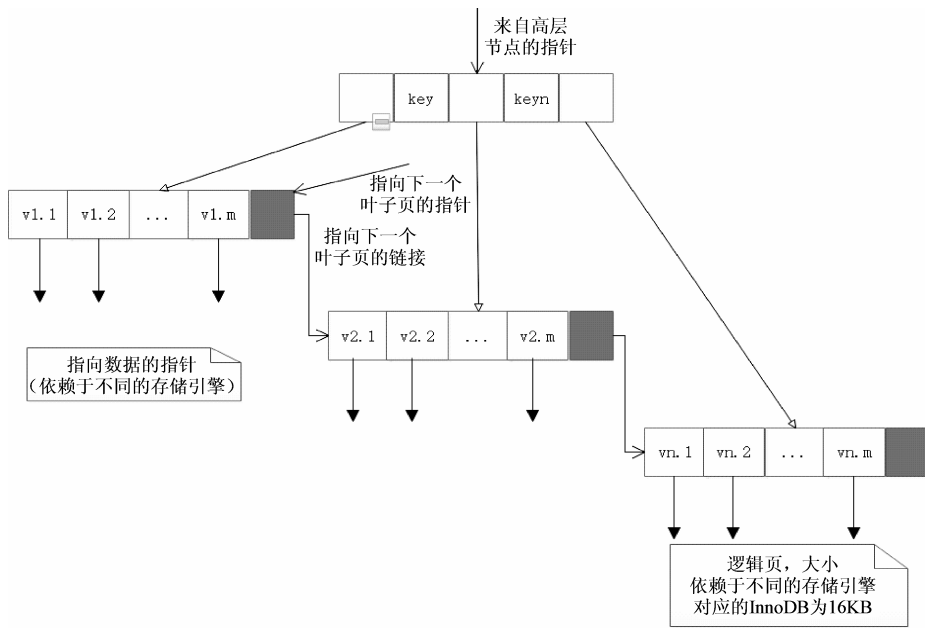 来自高层
节点的指针
key
keyn
指向下一个
叶子页的指针
v1.1
v1.2
...
v1.m
指向下一个
叶子页的链接
v2.1
v2.2
...
v2.m
指向数据的指针
（依赖于不同的存储引擎）
vn.1
vn.2
...
vn.m
逻辑页，大小
依赖于不同的存储引擎
对应的InnoDB为16KB